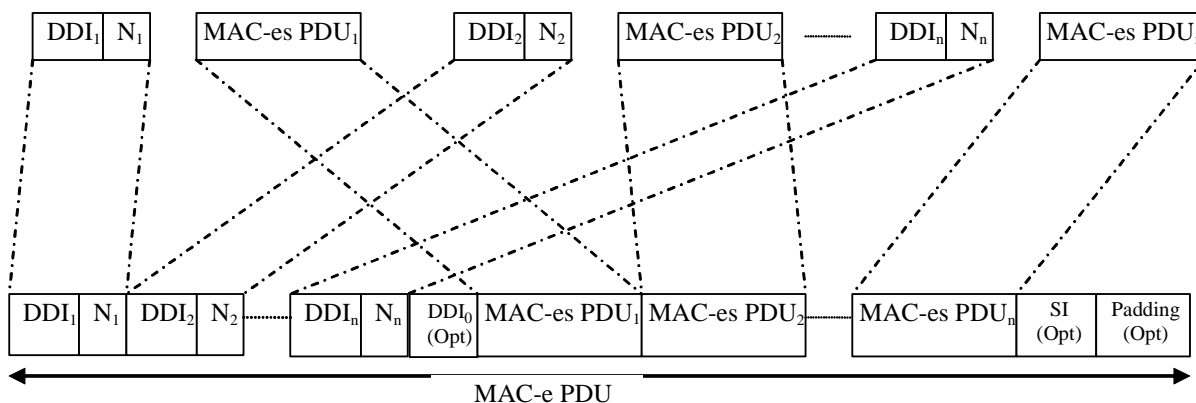 DDI₁ N₁ MAC-es PDU₁ DDI₂ N₂ MAC-es PDU₂ DDIₙ Nₙ MAC-es PDU
DDI₁ N₁ DDI₂ N₂ DDIₙ Nₙ DDI₀ (Opt) MAC-es PDU₁ MAC-es PDU₂ MAC-es PDUₙ SI (Opt) Padding (Opt)
MAC-e PDU